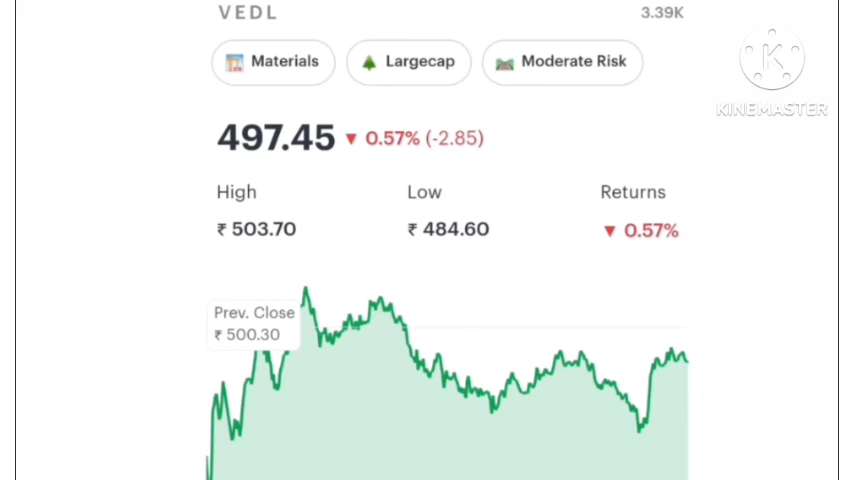 VEDL 3.39K
Materials Largecap Moderate Risk
K
KINEMASTER
497.45 ▼ 0.57% (-2.85)
High Low Returns
₹ 503.70 ₹ 484.60 ▼ 0.57%
Prev. Close
₹ 500.30